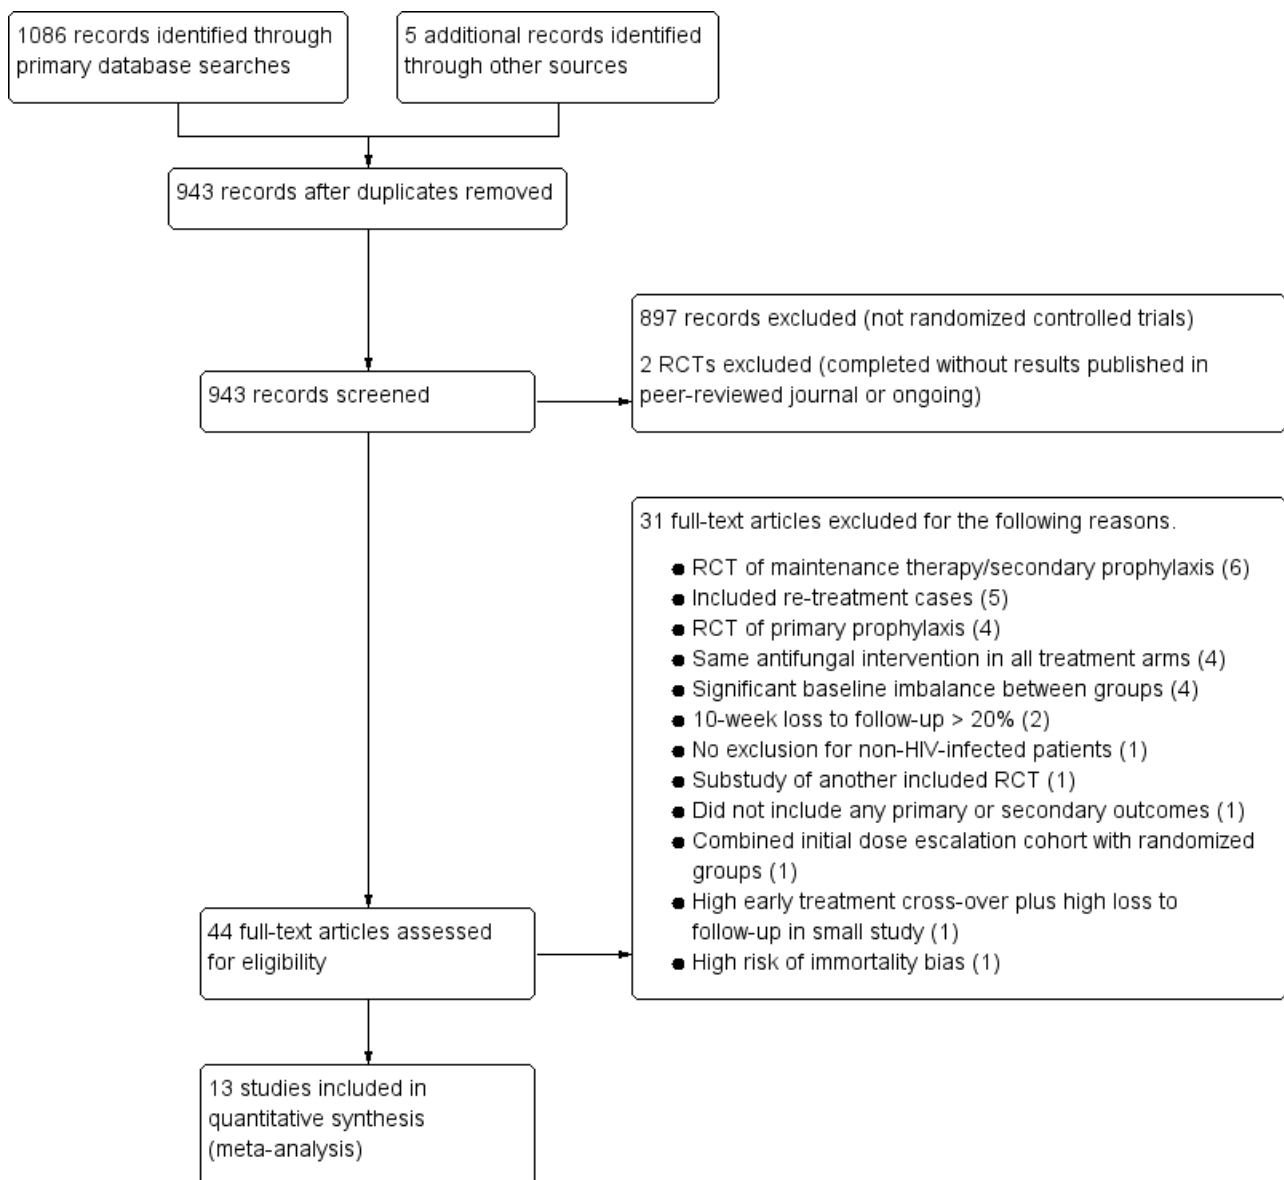 1086 records identified through
primary database searches
5 additional records identified
through other sources
943 records after duplicates removed
897 records excluded (not randomized controlled trials)
2 RCTs excluded (completed without results published in
peer-reviewed journal or ongoing)
943 records screened
31 full-text articles excluded for the following reasons.
● RCT of maintenance therapy/secondary prophylaxis (6)
● Included re-treatment cases (5)
● RCT of primary prophylaxis (4)
● Same antifungal intervention in all treatment arms (4)
● Significant baseline imbalance between groups (4)
● 10-week loss to follow-up > 20% (2)
● No exclusion for non-HIV-infected patients (1)
● Substudy of another included RCT (1)
● Did not include any primary or secondary outcomes (1)
● Combined initial dose escalation cohort with randomized
groups (1)
● High early treatment cross-over plus high loss to
follow-up in small study (1)
● High risk of immortality bias (1)
44 full-text articles assessed
for eligibility
13 studies included in
quantitative synthesis
(meta-analysis)